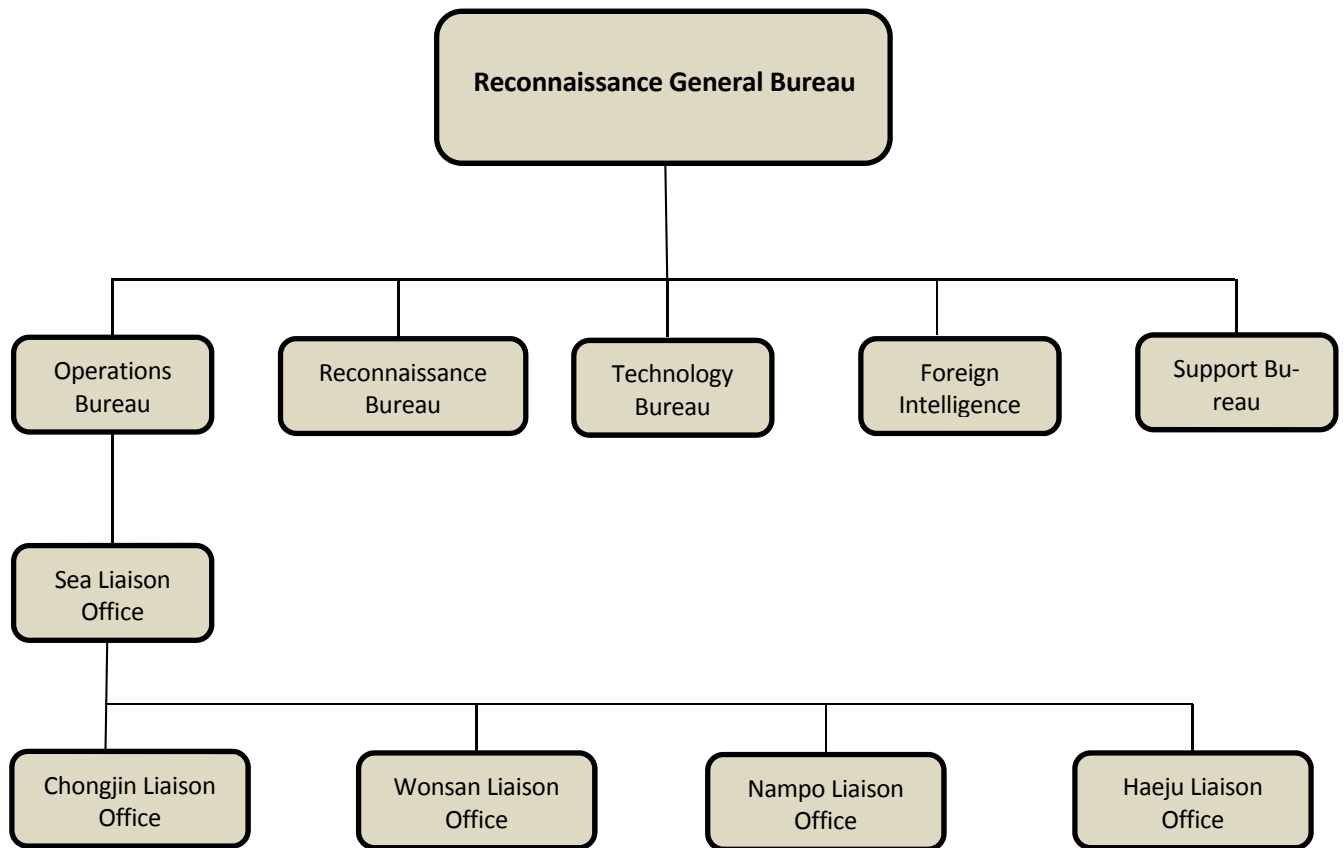 Reconnaissance General Bureau
Operations
Bureau
Reconnaissance
Bureau
Technology
Bureau
Foreign
Intelligence
Support Bu-
reau
Sea Liaison
Office
Chongjin Liaison
Office
Wonsan Liaison
Office
Nampo Liaison
Office
Haeju Liaison
Office